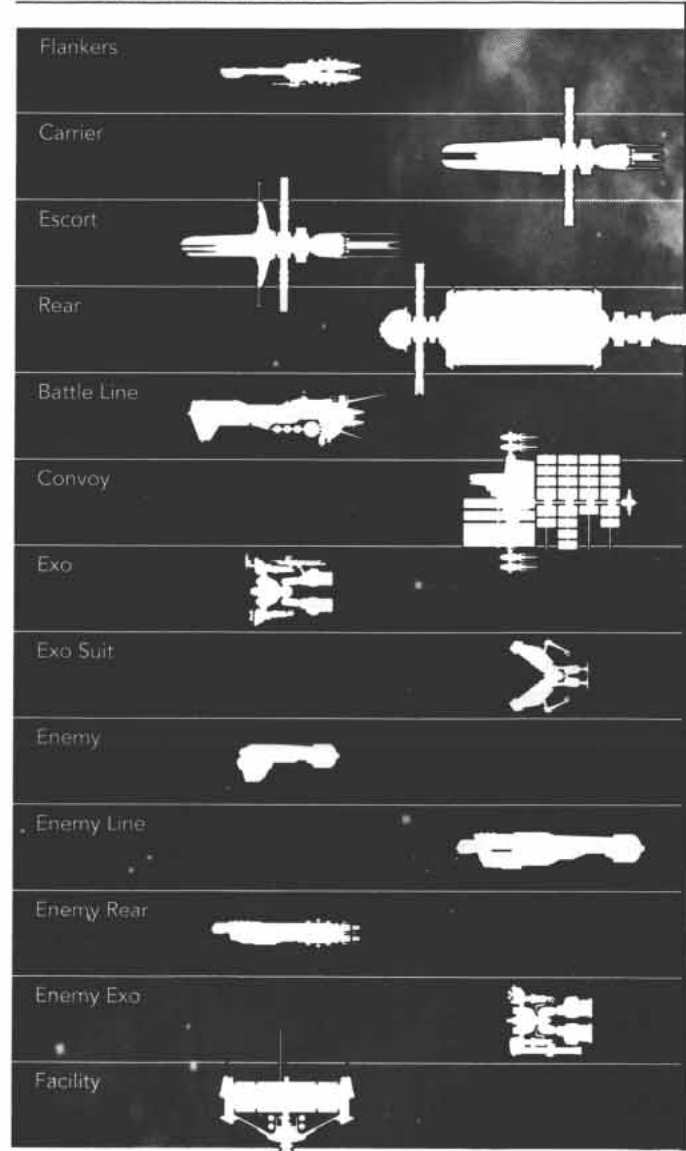 Flankers
Carrier
Escort
Rear
Battle Line
Convoy
Exo
Exo Suit
Enemy
Enemy Line
Enemy Rear
Enemy Exo
Facility